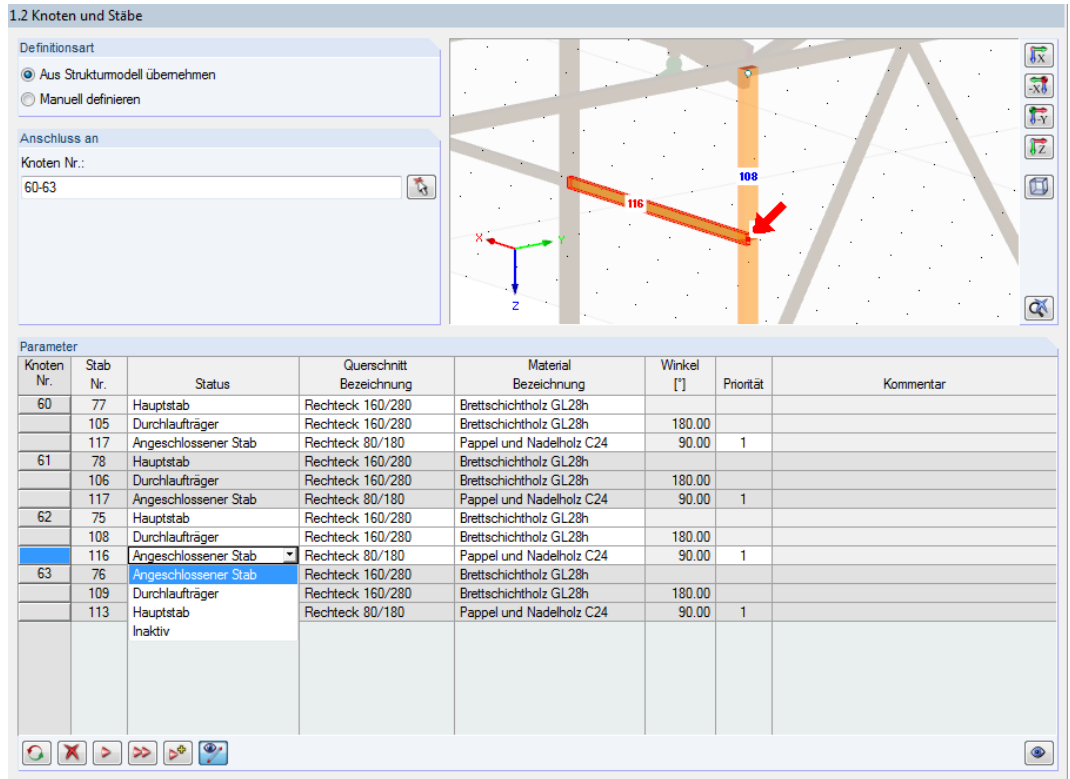 1.2 Knoten und Stäbe
Definitionsart
Aus Strukturmodell übernehmen
Manuell definieren
Anschluss an
Knoten Nr.:
60-63
108
116
X
Y
Z
X
-X
-Y
Z
Parameter
Knoten Nr. Stab Nr. Status Querschnitt Bezeichnung Material Bezeichnung Winkel [°] Priorität Kommentar
60 77 Hauptstab Rechteck 160/280 Brettschichtholz GL28h
105 Durchlaufträger Rechteck 160/280 Brettschichtholz GL28h 180.00
117 Angeschlossener Stab Rechteck 80/180 Pappel und Nadelholz C24 90.00 1
61 78 Hauptstab Rechteck 160/280 Brettschichtholz GL28h
106 Durchlaufträger Rechteck 160/280 Brettschichtholz GL28h 180.00
117 Angeschlossener Stab Rechteck 80/180 Pappel und Nadelholz C24 90.00 1
62 75 Hauptstab Rechteck 160/280 Brettschichtholz GL28h
108 Durchlaufträger Rechteck 160/280 Brettschichtholz GL28h 180.00
116 Angeschlossener Stab Rechteck 80/180 Pappel und Nadelholz C24 90.00 1
63 76 Angeschlossener Stab Rechteck 160/280 Brettschichtholz GL28h
109 Durchlaufträger Rechteck 160/280 Brettschichtholz GL28h 180.00
113 Hauptstab Rechteck 80/180 Pappel und Nadelholz C24 90.00 1
Inaktiv